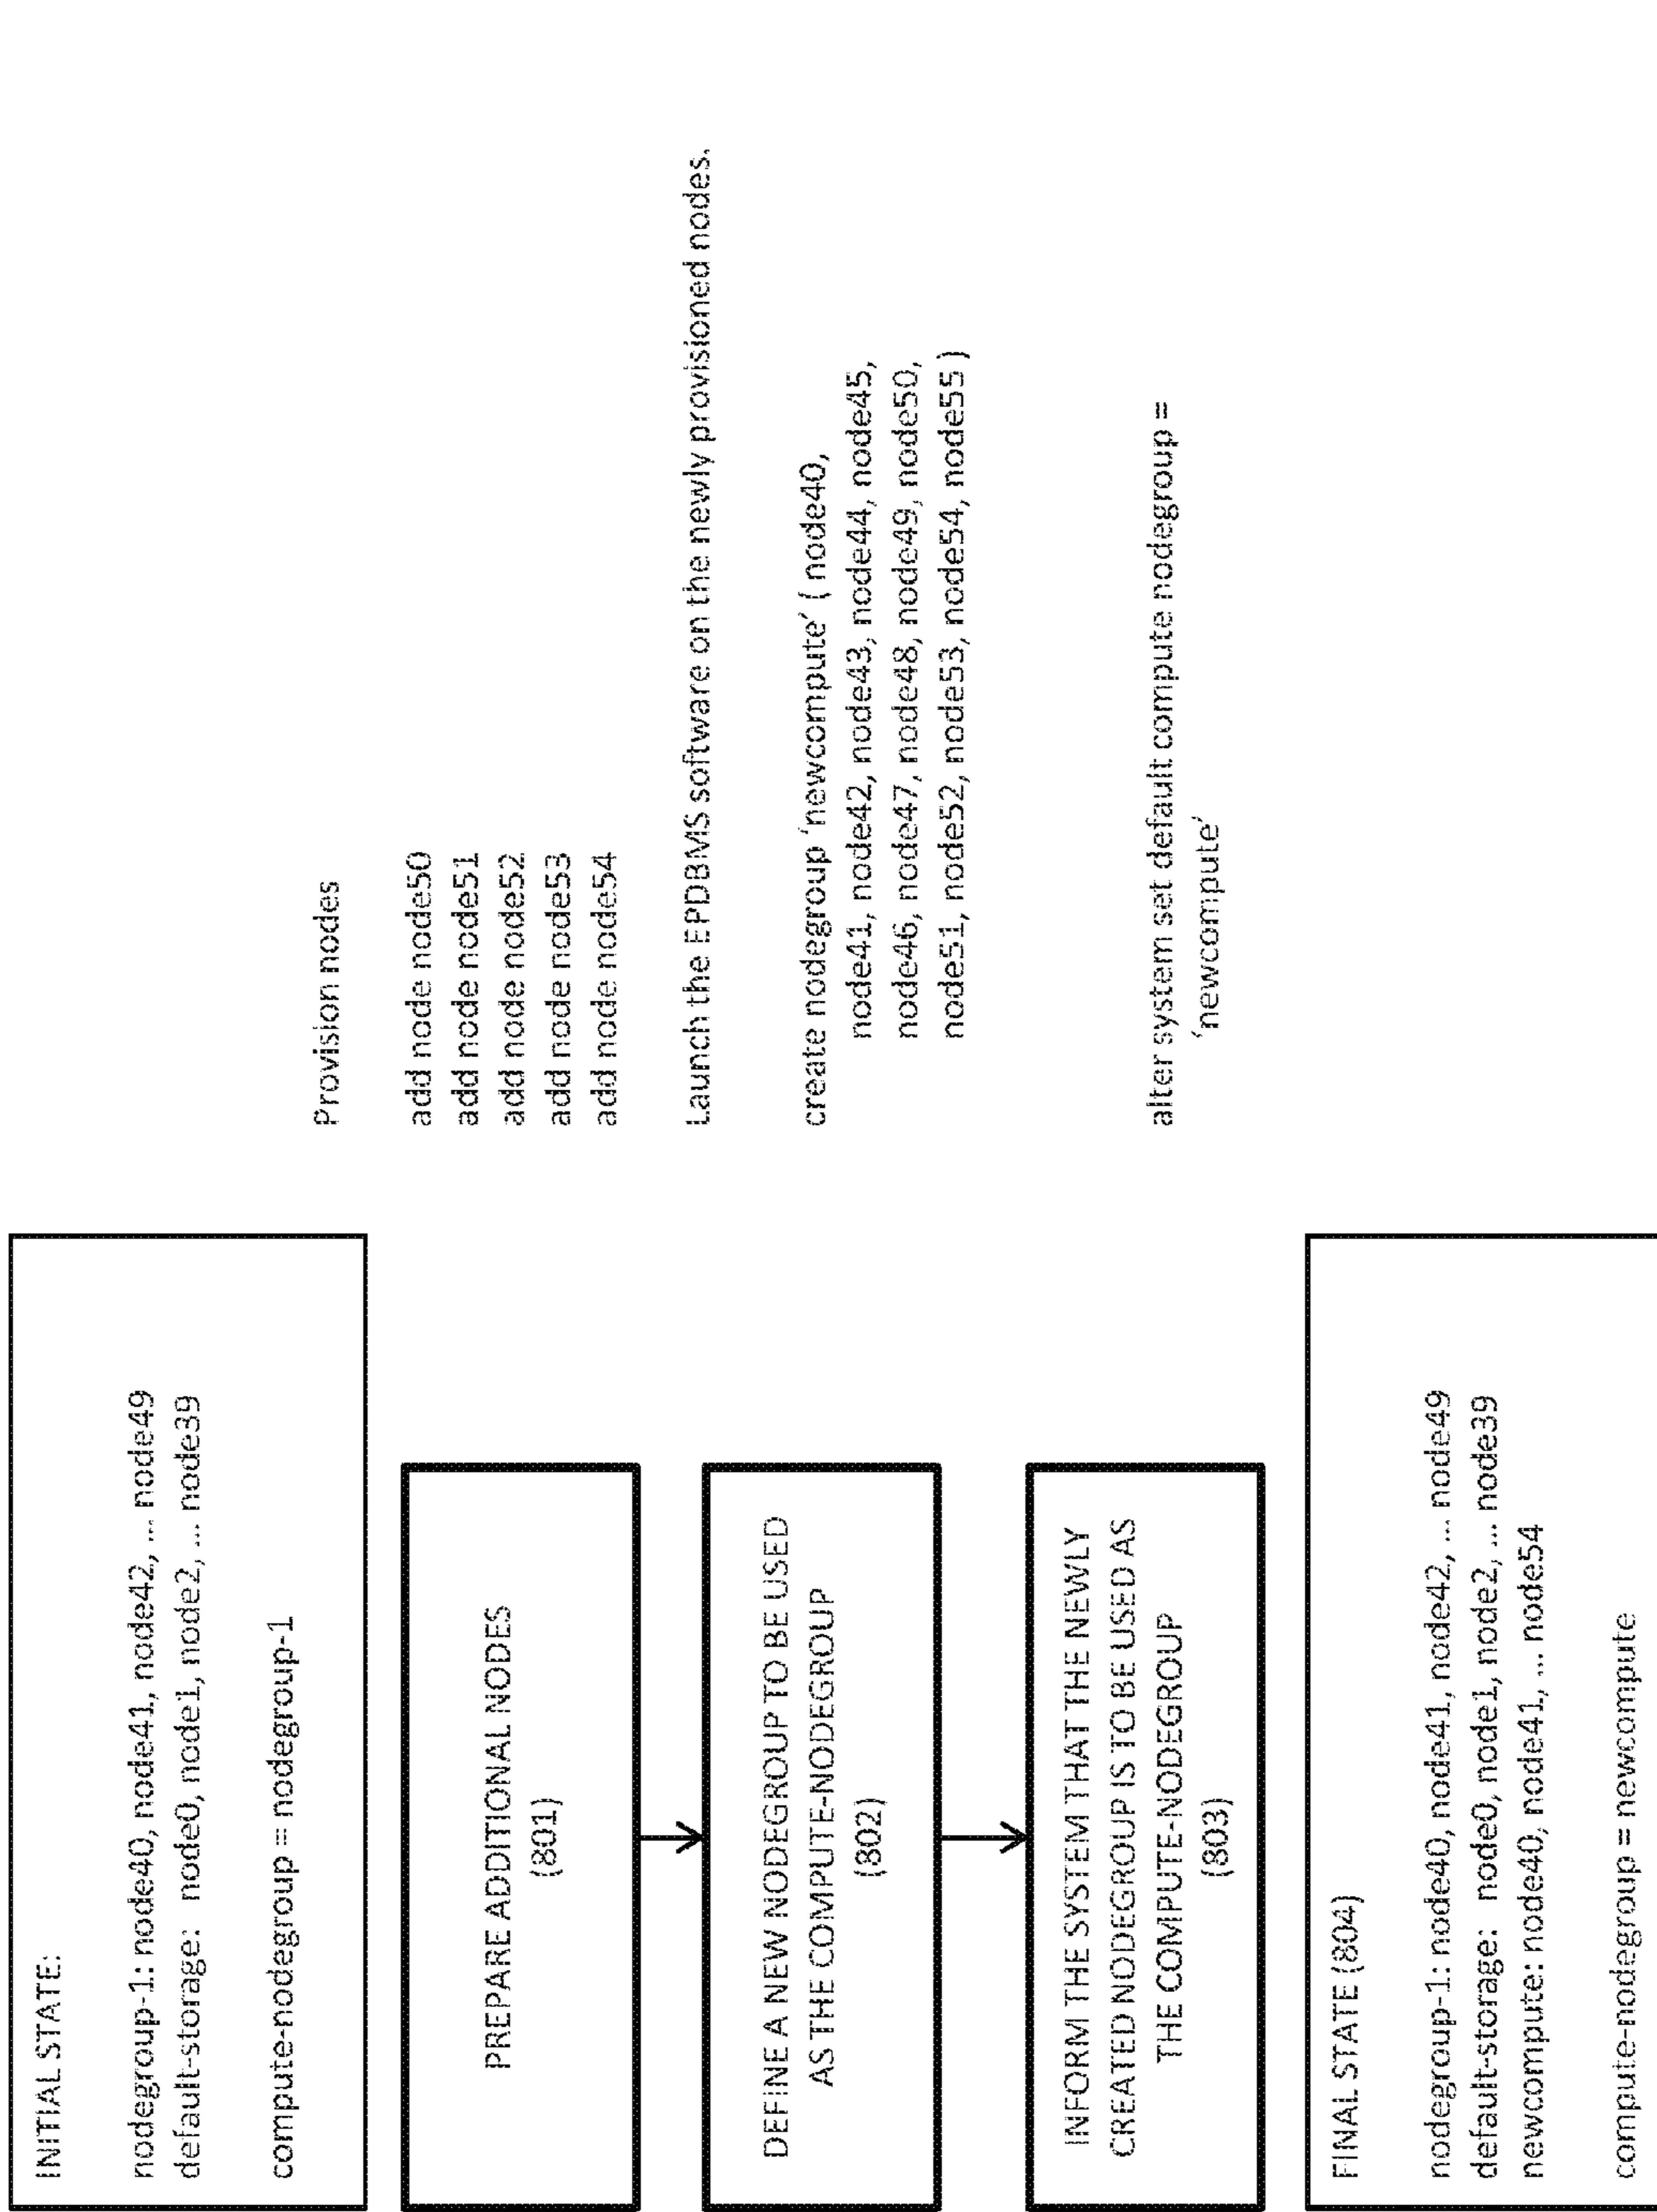 INITIAL STATE:
nodegroup-1: node40, node41, node42, ... node49
default-storage: node0, node1, node2, ... node39
compute-nodegroup = nodegroup-1
Provision nodes
add node node50
add node node51
add node node52
add node node53
add node node54
Launch the EPDBMS software on the newly provisioned nodes.
PREPARE ADDITIONAL NODES
(801)
create nodegroup ‘newcompute’ ( node40,
node41, node42, node43, node44, node45,
node46, node47, node48, node49, node50,
node51, node52, node53, node54, node55 )
DEFINE A NEW NODEGROUP TO BE USED
AS THE COMPUTE-NODEGROUP
(802)
alter system set default compute nodegroup =
‘newcompute’
INFORM THE SYSTEM THAT THE NEWLY
CREATED NODEGROUP IS TO BE USED AS
THE COMPUTE-NODEGROUP
(803)
FINAL STATE (804)
nodegroup-1: node40, node41, node42, ... node49
default-storage: node0, node1, node2, ... node39
newcompute: node40, node41, ... node54
compute-nodegroup = newcompute